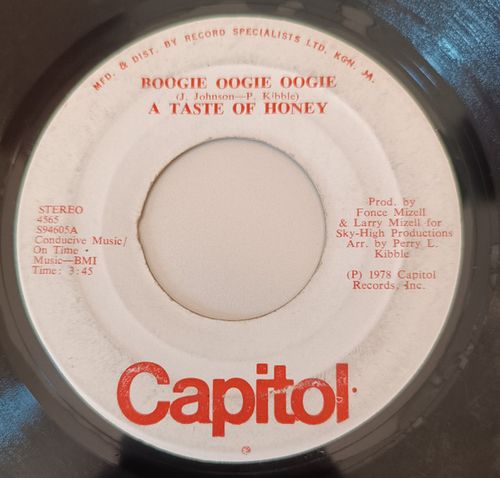 MFD. & DIST. BY RECORD SPECIALISTS LTD. KGN. JA.
BOOGIE OOGIE OOGIE
(J. Johnson—P. Kibble)
A TASTE OF HONEY
STEREO
4565
S94605A
Conducive Music/
On Time
Music—BMI
Time: 3:45
Prod. by
Fonce Mizell
& Larry Mizell for
Sky-High Productions
Arr. by Perry L.
Kibble
(P) 1978 Capitol
Records, Inc.
Capitol